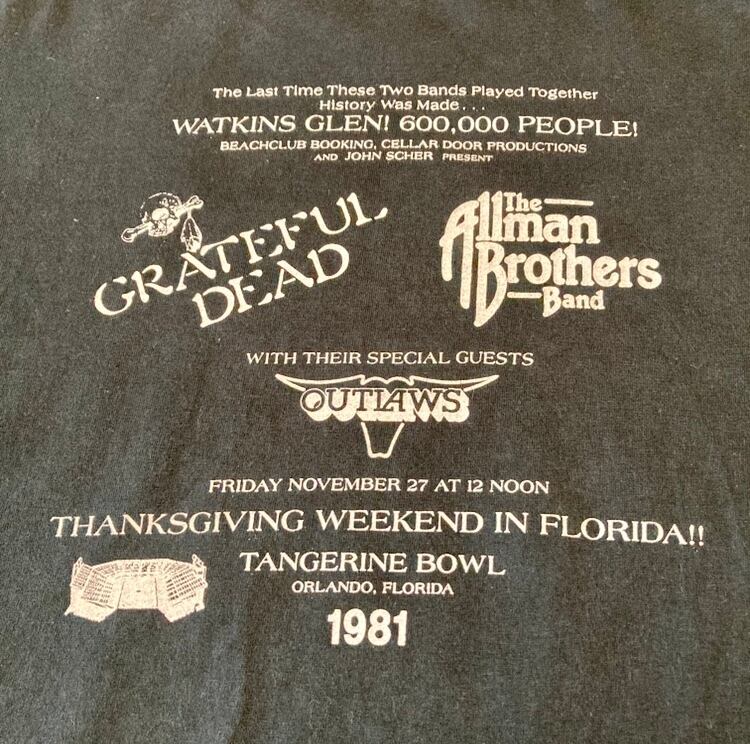 The Last Time These Two Bands Played Together
History Was Made...
WATKINS GLEN! 600,000 PEOPLE!
BEACHCLUB BOOKING, CELLAR DOOR PRODUCTIONS
AND JOHN SCHER PRESENT
GRATEFUL
DEAD
The
Allman
Brothers
Band
WITH THEIR SPECIAL GUESTS
OUTLAWS
FRIDAY NOVEMBER 27 AT 12 NOON
THANKSGIVING WEEKEND IN FLORIDA!!
TANGERINE BOWL
ORLANDO, FLORIDA
1981